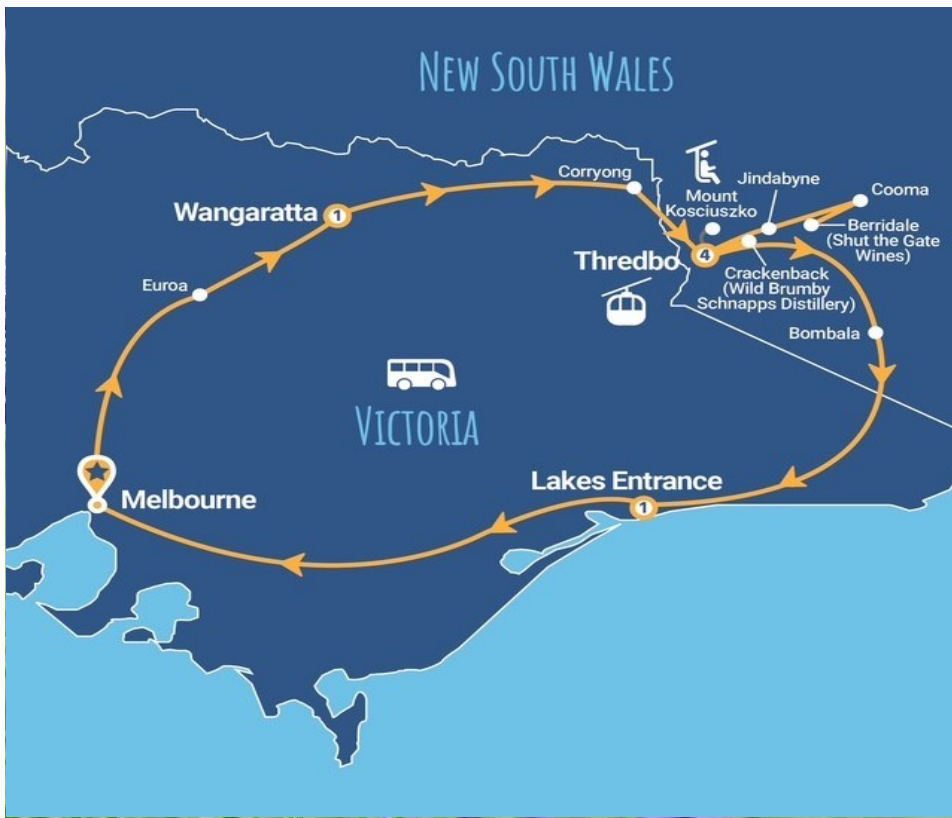 NEW SOUTH WALES
Corryong
Mount
Kosciuszko
Jindabyne
Cooma
Wangaratta
1
Berridale
(Shut the Gate
Wines)
Thredbo
4
Crackenback
(Wild Brumby
Schnapps Distillery)
Euroa
Bombala
VICTORIA
Lakes Entrance
1
Melbourne